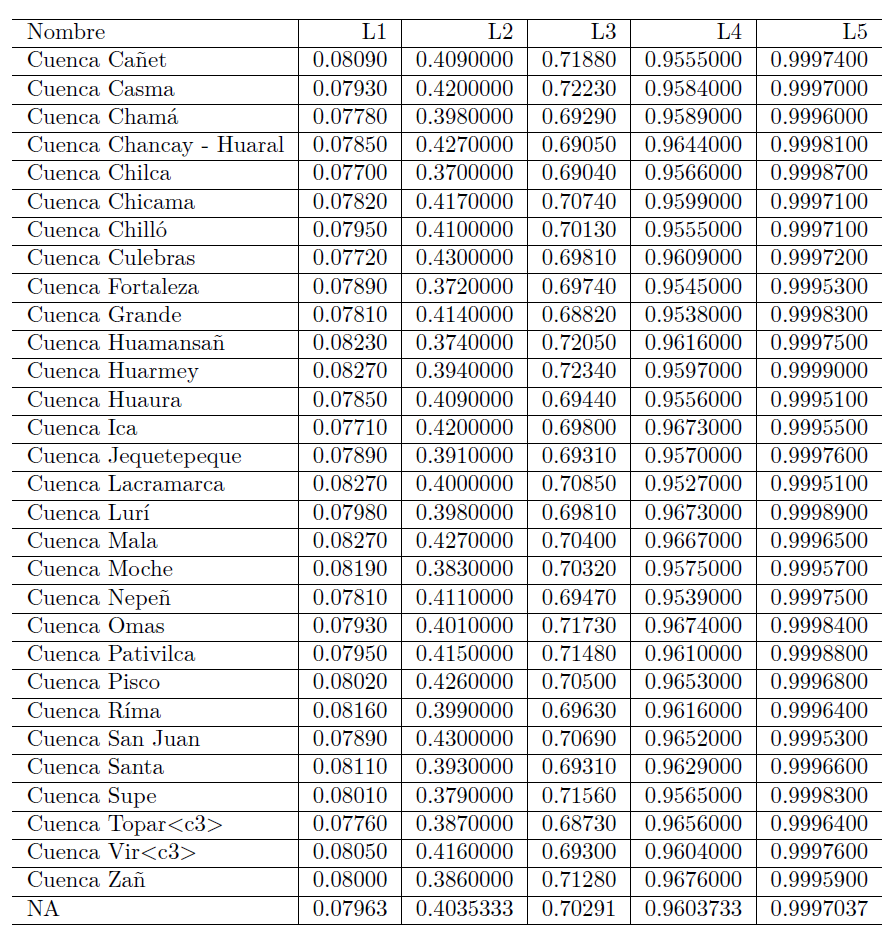 Nombre L1 L2 L3 L4 L5
Cuenca Cañet 0.08090 0.4090000 0.71880 0.9555000 0.9997400
Cuenca Casma 0.07930 0.4200000 0.72230 0.9584000 0.9997000
Cuenca Chamá 0.07780 0.3980000 0.69290 0.9589000 0.9996000
Cuenca Chancay - Huaral 0.07850 0.4270000 0.69050 0.9644000 0.9998100
Cuenca Chilca 0.07700 0.3700000 0.69040 0.9566000 0.9998700
Cuenca Chicama 0.07820 0.4170000 0.70740 0.9599000 0.9997100
Cuenca Chilló 0.07950 0.4100000 0.70130 0.9555000 0.9997100
Cuenca Culebras 0.07720 0.4300000 0.69810 0.9609000 0.9997200
Cuenca Fortaleza 0.07890 0.3720000 0.69740 0.9545000 0.9995300
Cuenca Grande 0.07810 0.4140000 0.68820 0.9538000 0.9998300
Cuenca Huamansañ 0.08230 0.3740000 0.72050 0.9616000 0.9997500
Cuenca Huarmey 0.08270 0.3940000 0.72340 0.9597000 0.9999000
Cuenca Huaura 0.07850 0.4090000 0.69440 0.9556000 0.9995100
Cuenca Ica 0.07710 0.4200000 0.69800 0.9673000 0.9995500
Cuenca Jequetepeque 0.07890 0.3910000 0.69310 0.9570000 0.9997600
Cuenca Lacramarca 0.08270 0.4000000 0.70850 0.9527000 0.9995100
Cuenca Lurí 0.07980 0.3980000 0.69810 0.9673000 0.9998900
Cuenca Mala 0.08270 0.4270000 0.70400 0.9667000 0.9996500
Cuenca Moche 0.08190 0.3830000 0.70320 0.9575000 0.9995700
Cuenca Nepeñ 0.07810 0.4110000 0.69470 0.9539000 0.9997500
Cuenca Omas 0.07930 0.4010000 0.71730 0.9674000 0.9998400
Cuenca Pativilca 0.07950 0.4150000 0.71480 0.9610000 0.9998800
Cuenca Pisco 0.08020 0.4260000 0.70500 0.9653000 0.9996800
Cuenca Ríma 0.08160 0.3990000 0.69630 0.9616000 0.9996400
Cuenca San Juan 0.07890 0.4300000 0.70690 0.9652000 0.9995300
Cuenca Santa 0.08110 0.3930000 0.69310 0.9629000 0.9996600
Cuenca Supe 0.08010 0.3790000 0.71560 0.9565000 0.9998300
Cuenca Topar<c3> 0.07760 0.3870000 0.68730 0.9656000 0.9996400
Cuenca Vir<c3> 0.08050 0.4160000 0.69300 0.9604000 0.9997600
Cuenca Zañ 0.08000 0.3860000 0.71280 0.9676000 0.9995900
NA 0.07963 0.4035333 0.70291 0.9603733 0.9997037